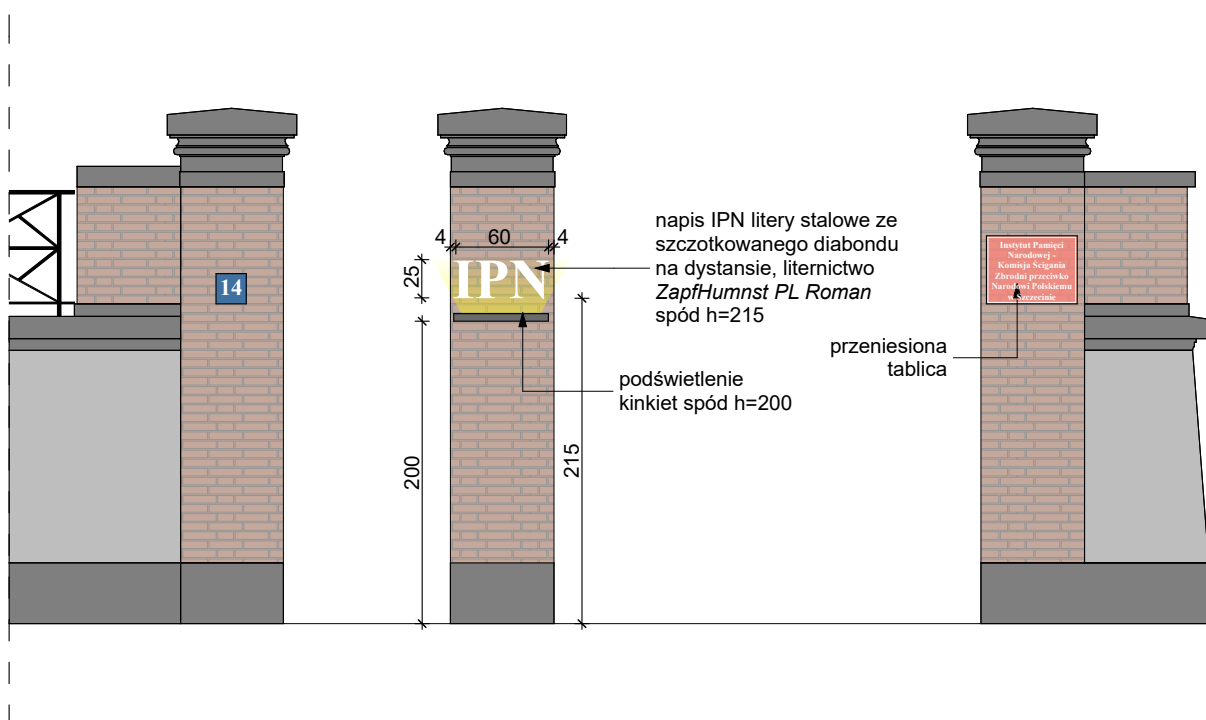 napis IPN litery stalowe ze
szczotkowanego diabondu
na dystansie, liternictwo
ZapfHumnst PL Roman
spód h=215
4 60 4
25
IPN
14
Instytut Pamięci
Narodowej -
Komisja Ścigania
Zbrodni przeciwko
Narodowi Polskiemu
w Szczecinie
przeniesiona
tablica
podświetlenie
kinkiet spód h=200
200
215